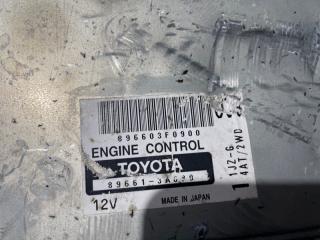 896603F0900
ENGINE CONTROL
TOYOTA
12V
MADE IN JAPAN
1JZ-G
4AT/2WD